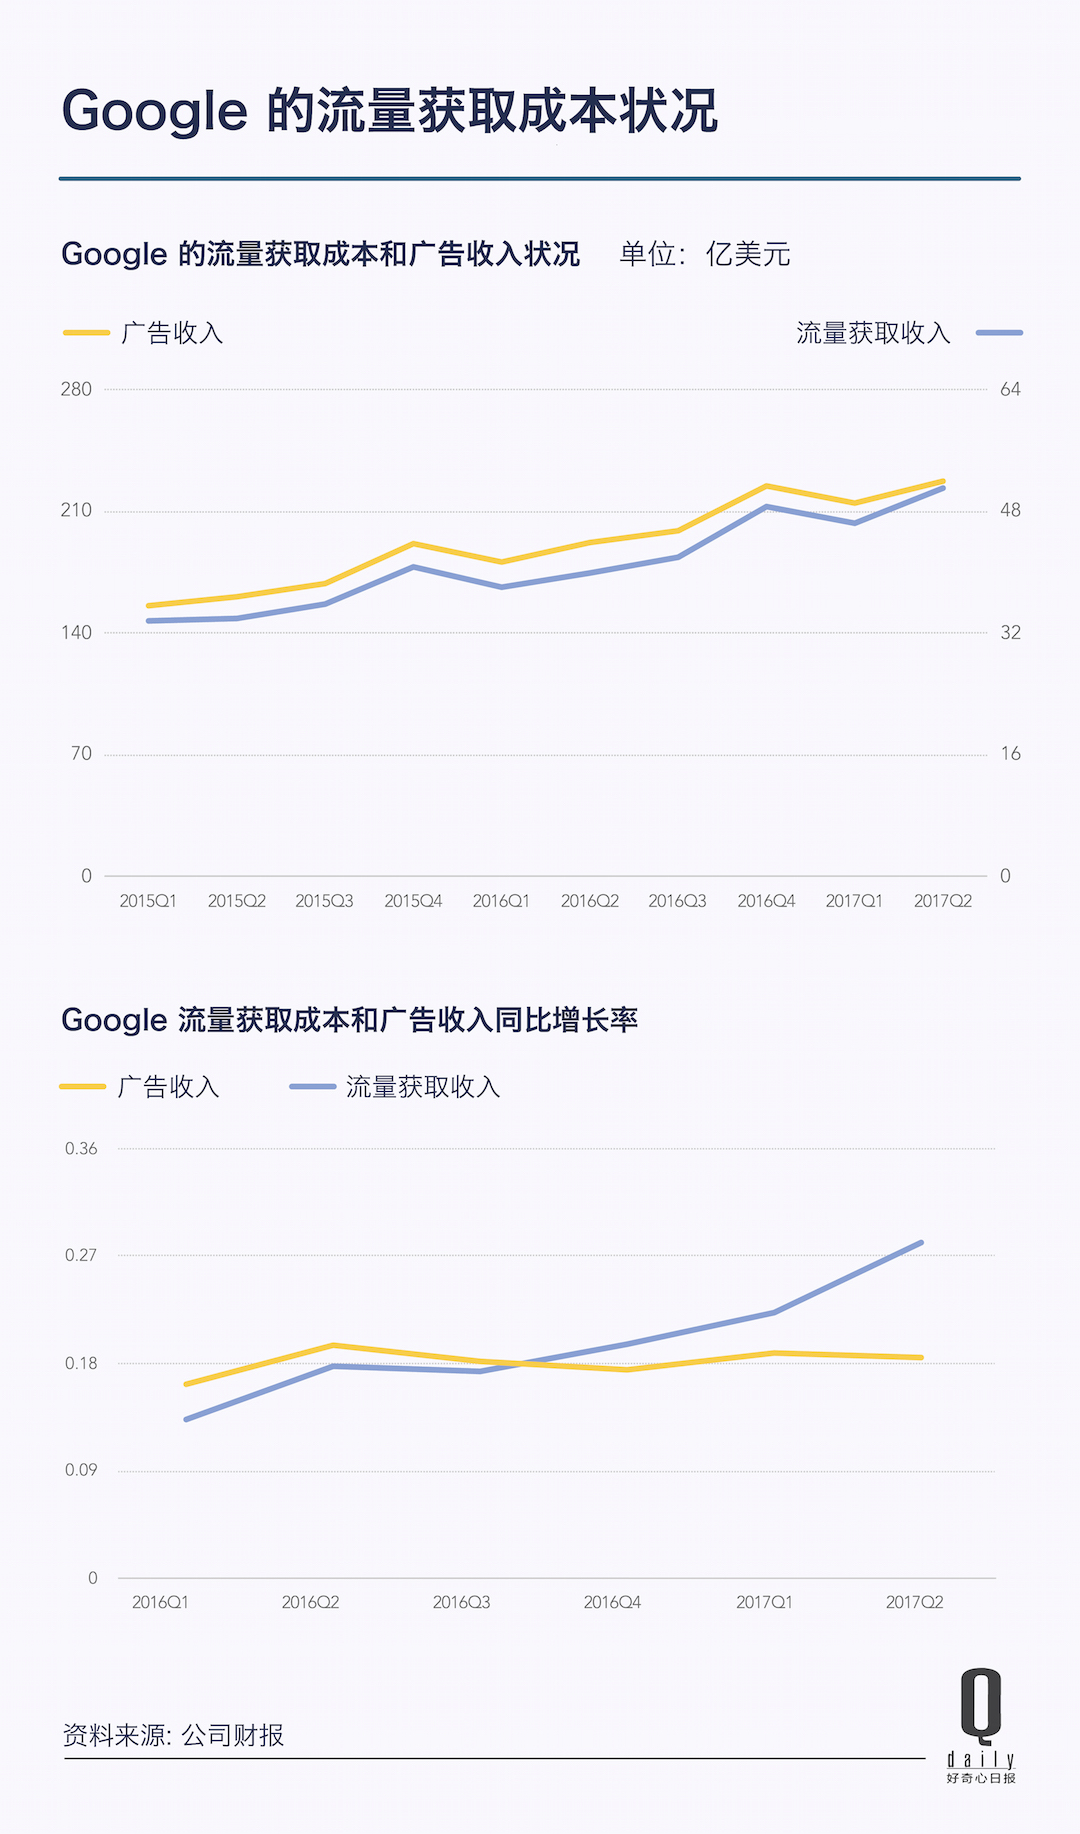 Google 的流量获取成本状况
Google 的流量获取成本和广告收入状况 单位：亿美元
广告收入 流量获取收入
280 64
210 48
140 32
70 16
0 0
2015Q1 2015Q2 2015Q3 2015Q4 2016Q1 2016Q2 2016Q3 2016Q4 2017Q1 2017Q2
Google 流量获取成本和广告收入同比增长率
广告收入 流量获取收入
0.36
0.27
0.18
0.09
0
2016Q1 2016Q2 2016Q3 2016Q4 2017Q1 2017Q2
资料来源: 公司财报
Q
daily
好奇心日报